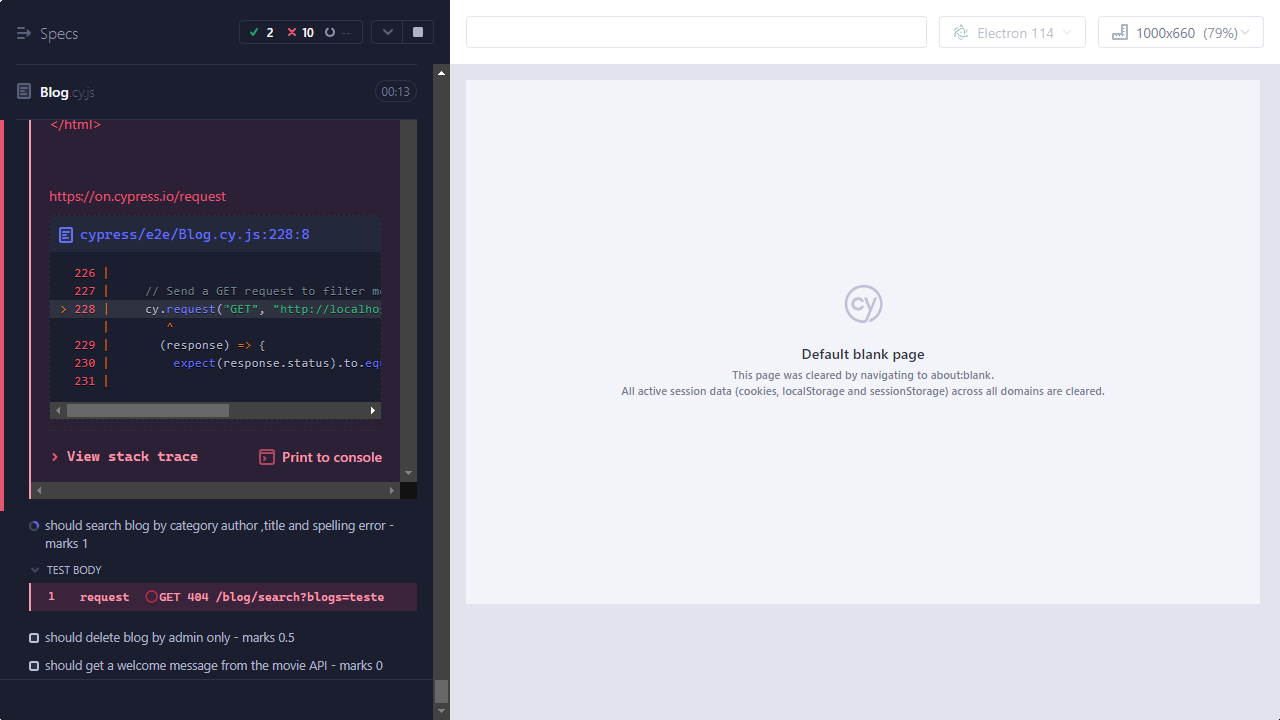 Specs
2
10
--
Electron 114
1000x660 (79%)
Blog.cy.js
00:13
</html>
https://on.cypress.io/request
cypress/e2e/Blog.cy.js:228:8
226 |
227 | // Send a GET request to filter mo
> 228 | cy.request("GET", "http://localhos
| ^
229 | (response) => {
230 | expect(response.status).to.equ
231 |
View stack trace
Print to console
should search blog by category author ,title and spelling error - marks 1
TEST BODY
1 request GET 404 /blog/search?blogs=teste
should delete blog by admin only - marks 0.5
should get a welcome message from the movie API - marks 0
cy
Default blank page
This page was cleared by navigating to about:blank.
All active session data (cookies, localStorage and sessionStorage) across all domains are cleared.